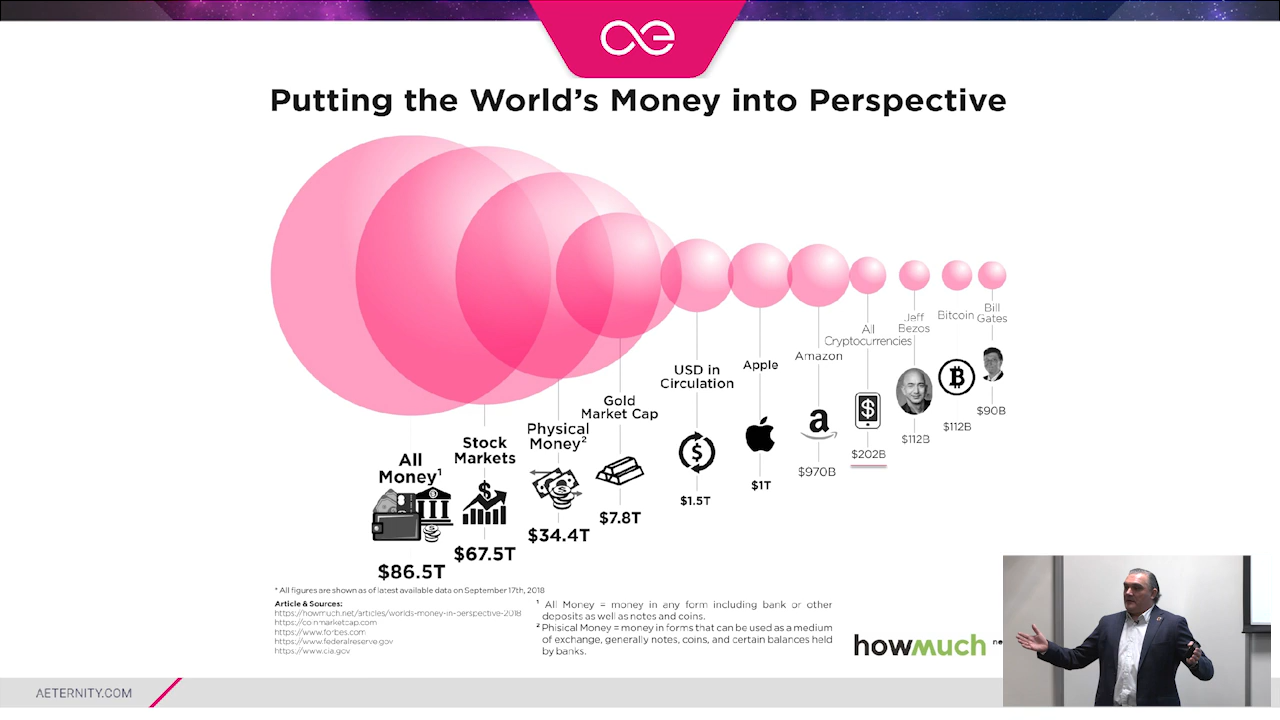 æ
Putting the World's Money into Perspective
All
Money¹
$86.5T
Stock
Markets
$67.5T
Physical
Money²
$34.4T
Gold
Market Cap
$7.8T
USD in
Circulation
$1.5T
Apple
$1T
Amazon
a
$970B
All
Cryptocurrencies
$202B
Jeff
Bezos
$112B
Bitcoin
$112B
Bill
Gates
$90B
* All figures are shown as of latest available data on September 17th, 2018
Article & Sources:
https://howmuch.net/articles/worlds-money-in-perspective-2018
https://coinmarketcap.com
https://www.forbes.com
https://www.federalreserve.gov
https://www.cia.gov
¹ All Money = money in any form including bank or other
deposits as well as notes and coins.
² Phisical Money = money in forms that can be used as a medium
of exchange, generally notes, coins, and certain balances held
by banks.
howmuch ne
AETERNITY.COM